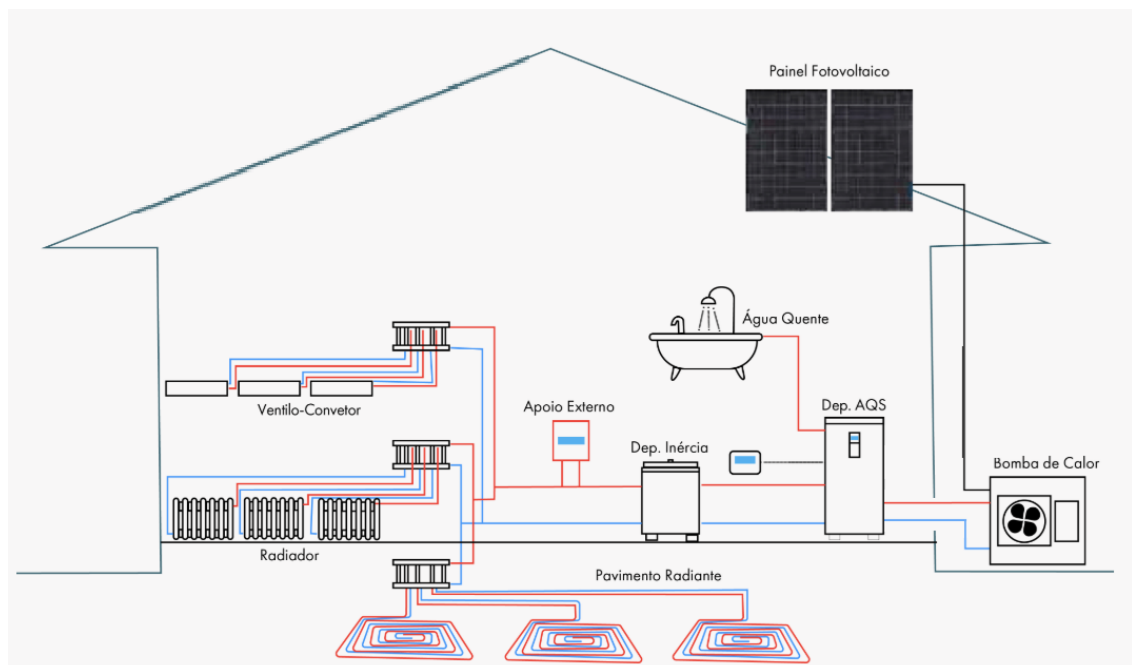 Painel Fotovoltaico
Água Quente
Ventilo-Convetor
Apoio Externo
Dep. AQS
Dep. Inércia
Bomba de Calor
Radiador
Pavimento Radiante